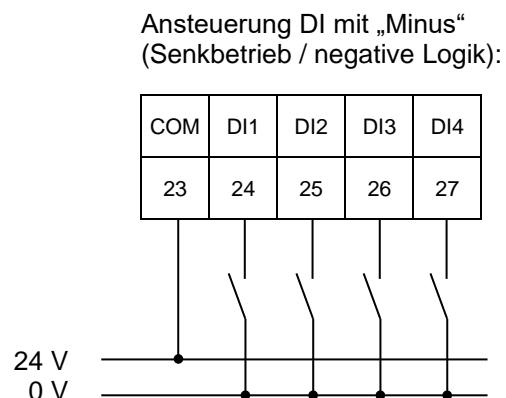 Ansteuerung DI mit „Minus“
(Senkbetrieb / negative Logik):
COM DI1 DI2 DI3 DI4
23 24 25 26 27
24 V
0 V